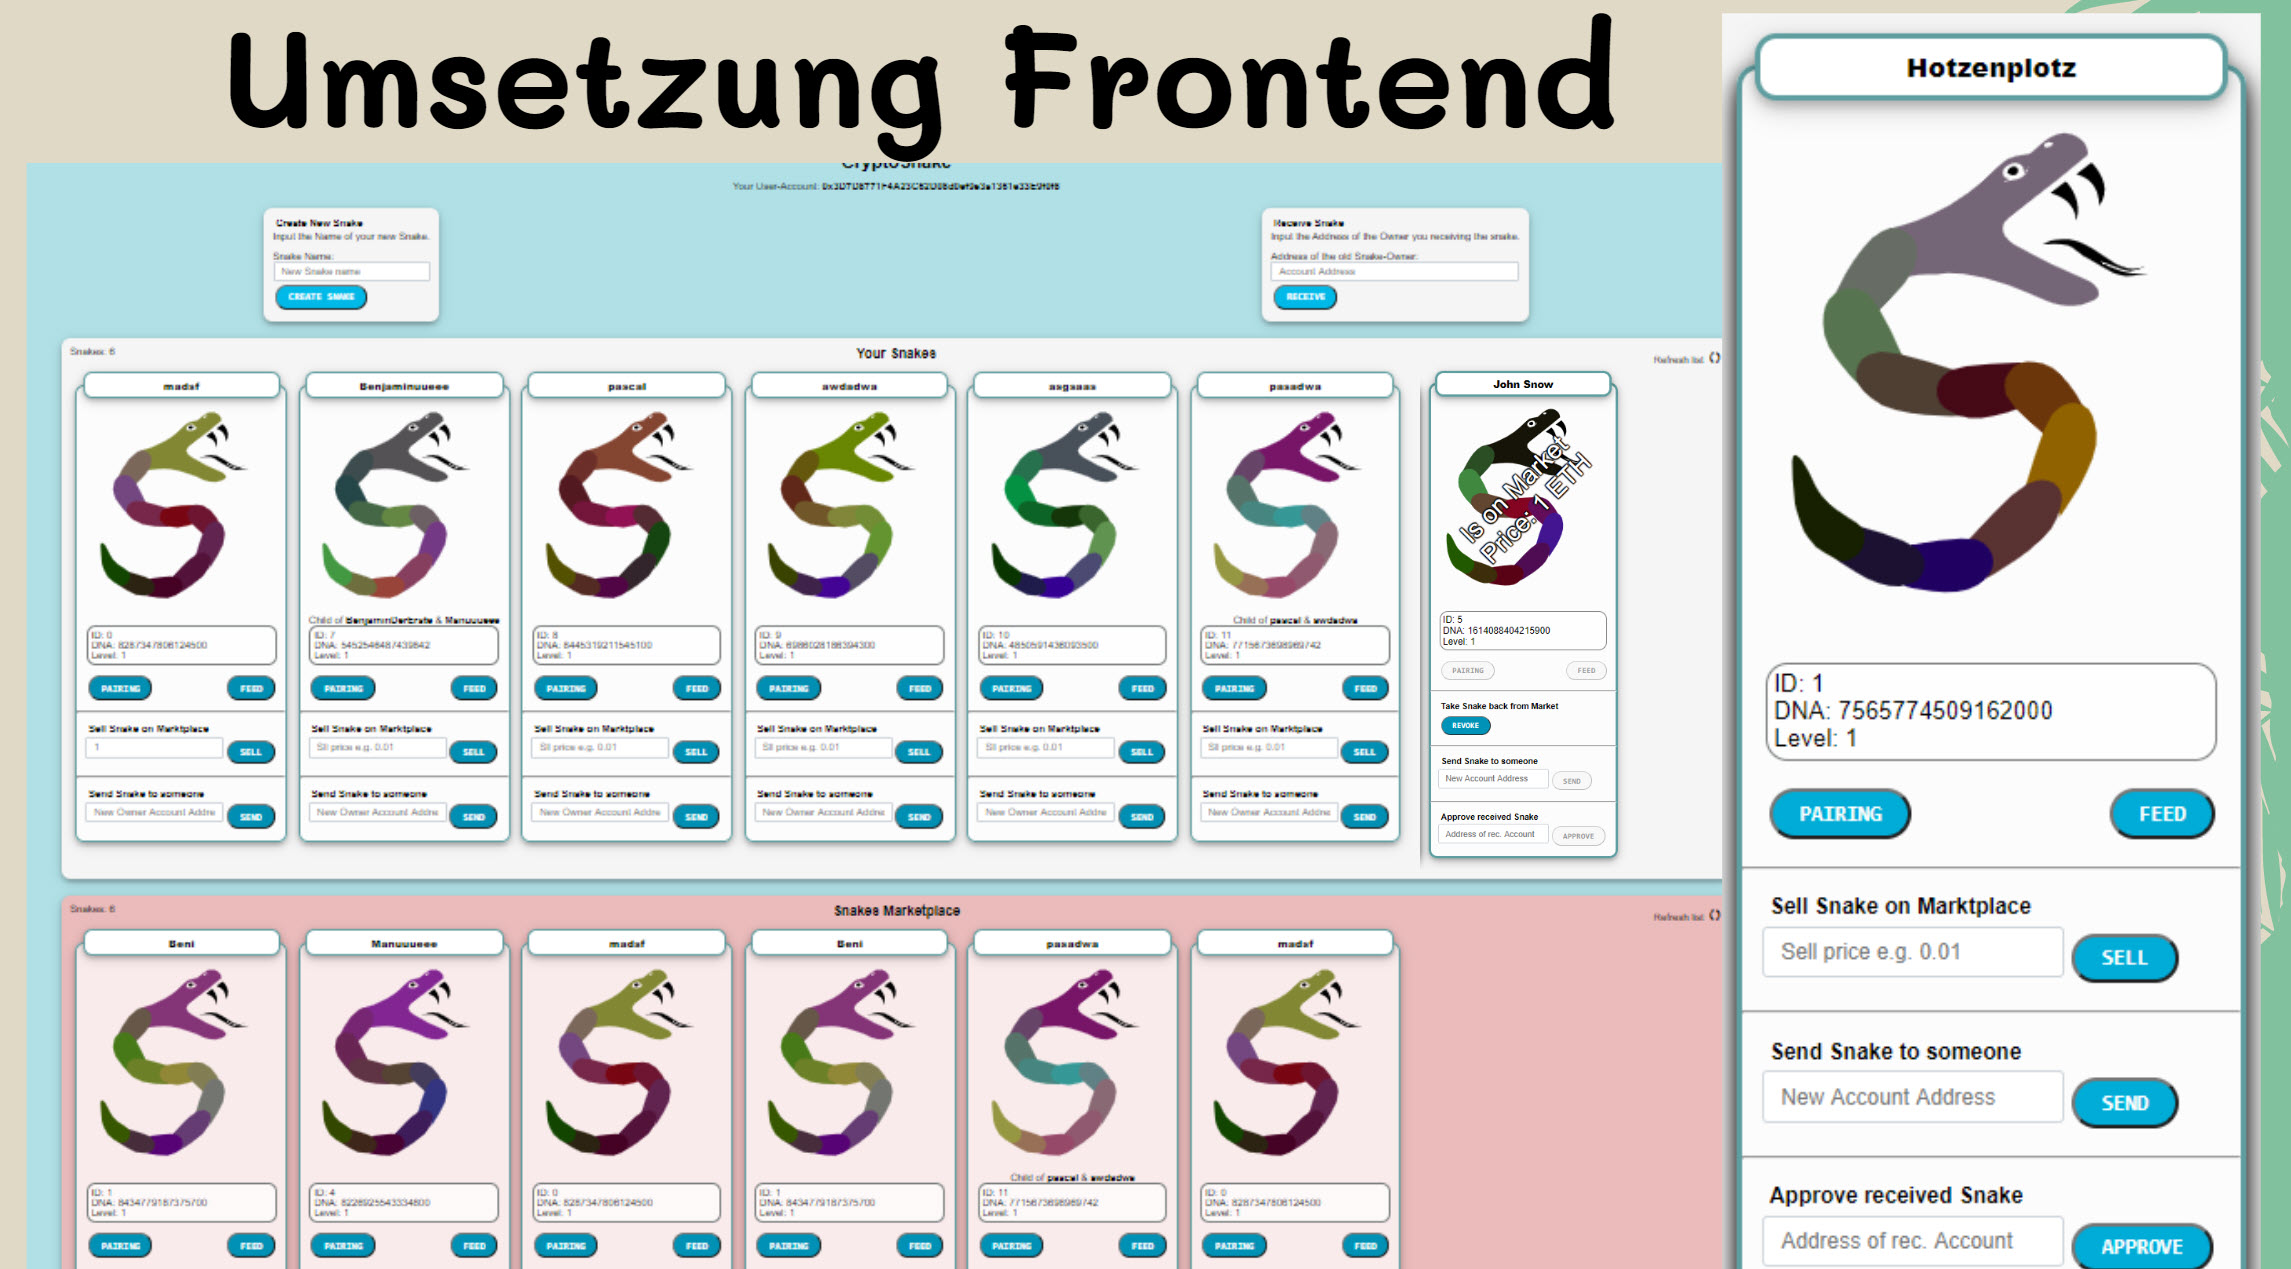 Umsetzung Frontend
CryptoSnake
Your User-Account:
Create New Snake
Input the Name of your new Snake.
Snake Name:
New Snake name
CREATE SNAKE
Receive Snake
Input the Address of the Owner you receiving the snake.
Address of the old Snake-Owner:
Account Address
RECEIVE
Snakes: 6
Your Snakes
Refresh list
madsf
ID: 0
DNA: 8287347806124500
Level: 1
PAIRING
FEED
Sell Snake on Marktplace
1
SELL
Send Snake to someone
New Owner Account Addre
SEND
Benjaminuueee
Child of BenjaminDerErste & Manuuueee
ID: 7
DNA: 5452546487439842
Level: 1
PAIRING
FEED
Sell Snake on Marktplace
Sll price e.g. 0.01
SELL
Send Snake to someone
New Owner Account Addre
SEND
pascal
ID: 8
DNA: 6445319211545100
Level: 1
PAIRING
FEED
Sell Snake on Marktplace
Sll price e.g. 0.01
SELL
Send Snake to someone
New Owner Account Addre
SEND
awdadwa
ID: 9
DNA: 6986028186394300
Level: 1
PAIRING
FEED
Sell Snake on Marktplace
Sll price e.g. 0.01
SELL
Send Snake to someone
New Owner Account Addre
SEND
asgsaas
ID: 10
DNA: 4850591436093500
Level: 1
PAIRING
FEED
Sell Snake on Marktplace
Sll price e.g. 0.01
SELL
Send Snake to someone
New Owner Account Addre
SEND
pasadwa
Child of pascal & awdadwa
ID: 11
DNA: 7715673698969742
Level: 1
PAIRING
FEED
Sell Snake on Marktplace
Sll price e.g. 0.01
SELL
Send Snake to someone
New Owner Account Addre
SEND
John Snow
Is on Market
Price: 1 ETH
ID: 5
DNA: 1614088404215900
Level: 1
PAIRING
FEED
Take Snake back from Market
REVOKE
Send Snake to someone
New Account Address
SEND
Approve received Snake
Address of rec. Account
APPROVE
Snakes: 6
Snakes Marketplace
Refresh list
Beni
ID: 1
DNA: 8434779187375700
Level: 1
PAIRING
FEED
Manuuueee
ID: 4
DNA: 8228925543334800
Level: 1
PAIRING
FEED
madsf
ID: 0
DNA: 8287347806124500
Level: 1
PAIRING
FEED
Beni
ID: 1
DNA: 8434779187375700
Level: 1
PAIRING
FEED
pasadwa
Child of pascal & awdadwa
ID: 11
DNA: 7715673698969742
Level: 1
PAIRING
FEED
madsf
ID: 0
DNA: 8287347806124500
Level: 1
PAIRING
FEED
Hotzenplotz
ID: 1
DNA: 7565774509162000
Level: 1
PAIRING
FEED
Sell Snake on Marktplace
Sell price e.g. 0.01
SELL
Send Snake to someone
New Account Address
SEND
Approve received Snake
Address of rec. Account
APPROVE